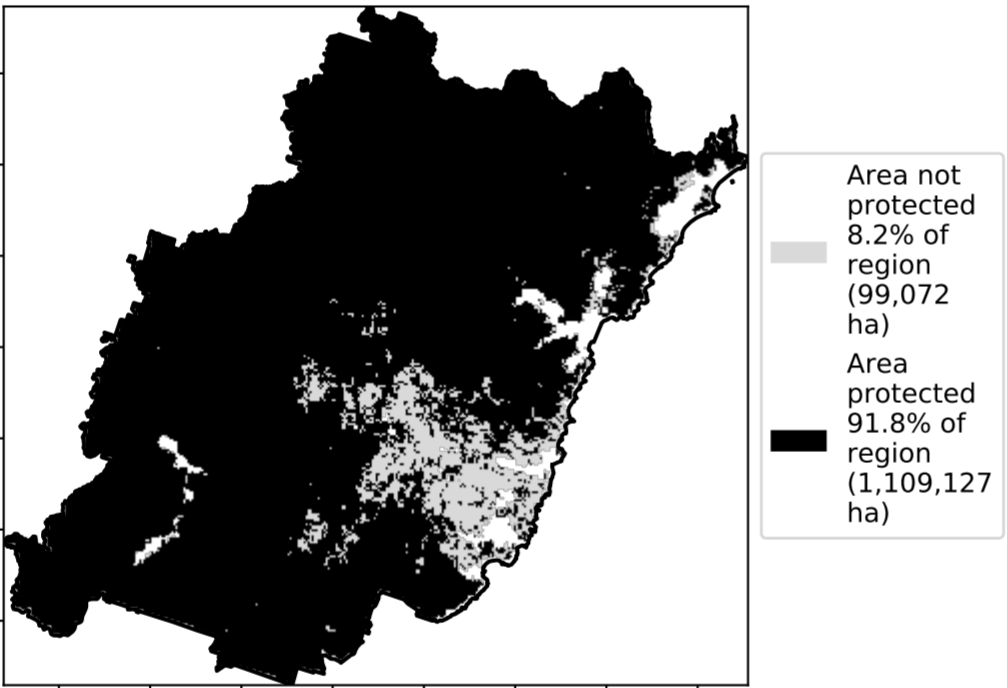 Area not
protected
8.2% of
region
(99,072
ha)
Area
protected
91.8% of
region
(1,109,127
ha)